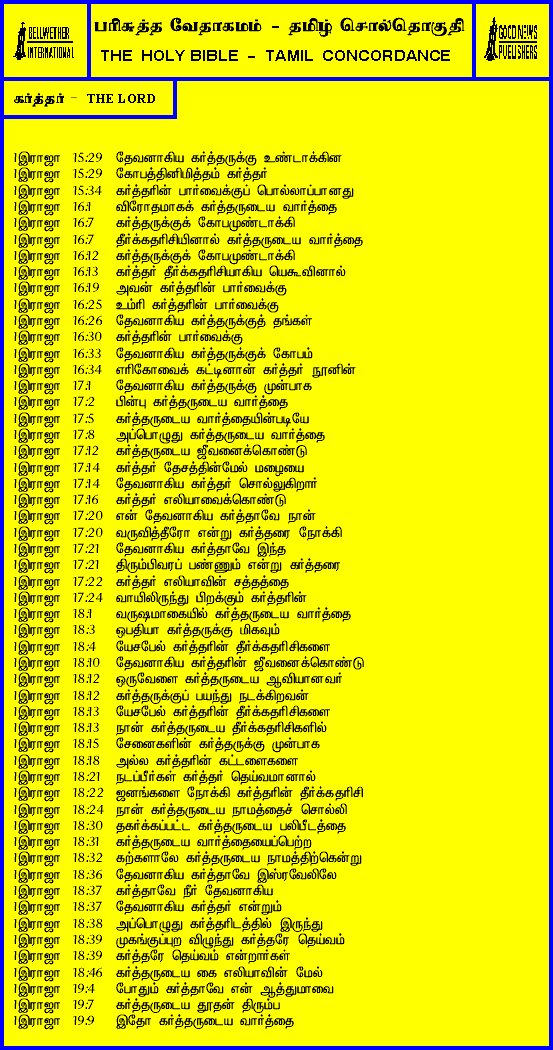 BELLWETHER INTERNATIONAL
பரிசுத்த வேதாகமம் - தமிழ் சொல்தொகுதி
THE HOLY BIBLE - TAMIL CONCORDANCE
GOOD NEWS PUBLISHERS
கர்த்தர் - THE LORD
1இராஜா 15:29 தேவனாகிய கர்த்தருக்கு உண்டாக்கின
1இராஜா 15:29 கோபத்தினிமித்தம் கர்த்தர்
1இராஜா 15:34 கர்த்தரின் பார்வைக்குப் பொல்லாப்பானது
1இராஜா 16:1 விரோதமாகக் கர்த்தருடைய வார்த்தை
1இராஜா 16:7 கர்த்தருக்குக் கோபமுண்டாக்கி
1இராஜா 16:7 தீர்க்கதரிசியினால் கர்த்தருடைய வார்த்தை
1இராஜா 16:12 கர்த்தருக்குக் கோபமுண்டாக்கி
1இராஜா 16:13 கர்த்தர் தீர்க்கதரிசியாகிய யெகூவினால்
1இராஜா 16:19 அவன் கர்த்தரின் பார்வைக்கு
1இராஜா 16:25 உம்ரி கர்த்தரின் பார்வைக்கு
1இராஜா 16:26 தேவனாகிய கர்த்தருக்குத் தங்கள்
1இராஜா 16:30 கர்த்தரின் பார்வைக்கு
1இராஜா 16:33 தேவனாகிய கர்த்தருக்குக் கோபம்
1இராஜா 16:34 எரிகோவைக் கட்டினான் கர்த்தர் நூனின்
1இராஜா 17:1 தேவனாகிய கர்த்தருக்கு முன்பாக
1இராஜா 17:2 பின்பு கர்த்தருடைய வார்த்தை
1இராஜா 17:5 கர்த்தருடைய வார்த்தையின்படியே
1இராஜா 17:8 அப்பொழுது கர்த்தருடைய வார்த்தை
1இராஜா 17:12 கர்த்தருடைய ஜீவனைக்கொண்டு
1இராஜா 17:14 கர்த்தர் தேசத்தின்மேல் மழையை
1இராஜா 17:14 தேவனாகிய கர்த்தர் சொல்லுகிறார்
1இராஜா 17:16 கர்த்தர் எலியாவைக்கொண்டு
1இராஜா 17:20 என் தேவனாகிய கர்த்தாவே நான்
1இராஜா 17:20 வருவித்தீரோ என்று கர்த்தரை நோக்கி
1இராஜா 17:21 தேவனாகிய கர்த்தாவே இந்த
1இராஜா 17:21 திரும்பிவரப் பண்ணும் என்று கர்த்தரை
1இராஜா 17:22 கர்த்தர் எலியாவின் சத்தத்தை
1இராஜா 17:24 வாயிலிருந்து பிறக்கும் கர்த்தரின்
1இராஜா 18:1 வருஷமாகையில் கர்த்தருடைய வார்த்தை
1இராஜா 18:3 ஒபதியா கர்த்தருக்கு மிகவும்
1இராஜா 18:4 யேசபேல் கர்த்தரின் தீர்க்கதரிசிகளை
1இராஜா 18:10 தேவனாகிய கர்த்தரின் ஜீவனைக்கொண்டு
1இராஜா 18:12 ஒருவேளை கர்த்தருடைய ஆவியானவர்
1இராஜா 18:12 கர்த்தருக்குப் பயந்து நடக்கிறவன்
1இராஜா 18:13 யேசபேல் கர்த்தரின் தீர்க்கதரிசிகளை
1இராஜா 18:13 நான் கர்த்தருடைய தீர்க்கதரிசிகளில்
1இராஜா 18:15 சேனைகளின் கர்த்தருக்கு முன்பாக
1இராஜா 18:18 அல்ல கர்த்தரின் கட்டளைகளை
1இராஜா 18:21 நடப்பீர்கள் கர்த்தர் தெய்வமானால்
1இராஜா 18:22 ஜனங்களை நோக்கி கர்த்தரின் தீர்க்கதரிசி
1இராஜா 18:24 நான் கர்த்தருடைய நாமத்தைச் சொல்லி
1இராஜா 18:30 தகர்க்கப்பட்ட கர்த்தருடைய பலிபீடத்தை
1இராஜா 18:31 கர்த்தருடைய வார்த்தையைப்பெற்ற
1இராஜா 18:32 கற்களாலே கர்த்தருடைய நாமத்திற்கென்று
1இராஜா 18:36 தேவனாகிய கர்த்தாவே இஸ்ரவேலிலே
1இராஜா 18:37 கர்த்தாவே நீர் தேவனாகிய
1இராஜா 18:37 தேவனாகிய கர்த்தர் என்றும்
1இராஜா 18:38 அப்பொழுது கர்த்தரிடத்தில் இருந்து
1இராஜா 18:39 முகங்குப்புற விழுந்து கர்த்தரே தெய்வம்
1இராஜா 18:39 கர்த்தரே தெய்வம் என்றார்கள்
1இராஜா 18:46 கர்த்தருடைய கை எலியாவின் மேல்
1இராஜா 19:4 போதும் கர்த்தாவே என் ஆத்துமாவை
1இராஜா 19:7 கர்த்தருடைய தூதன் திரும்ப
1இராஜா 19:9 இதோ கர்த்தருடைய வார்த்தை